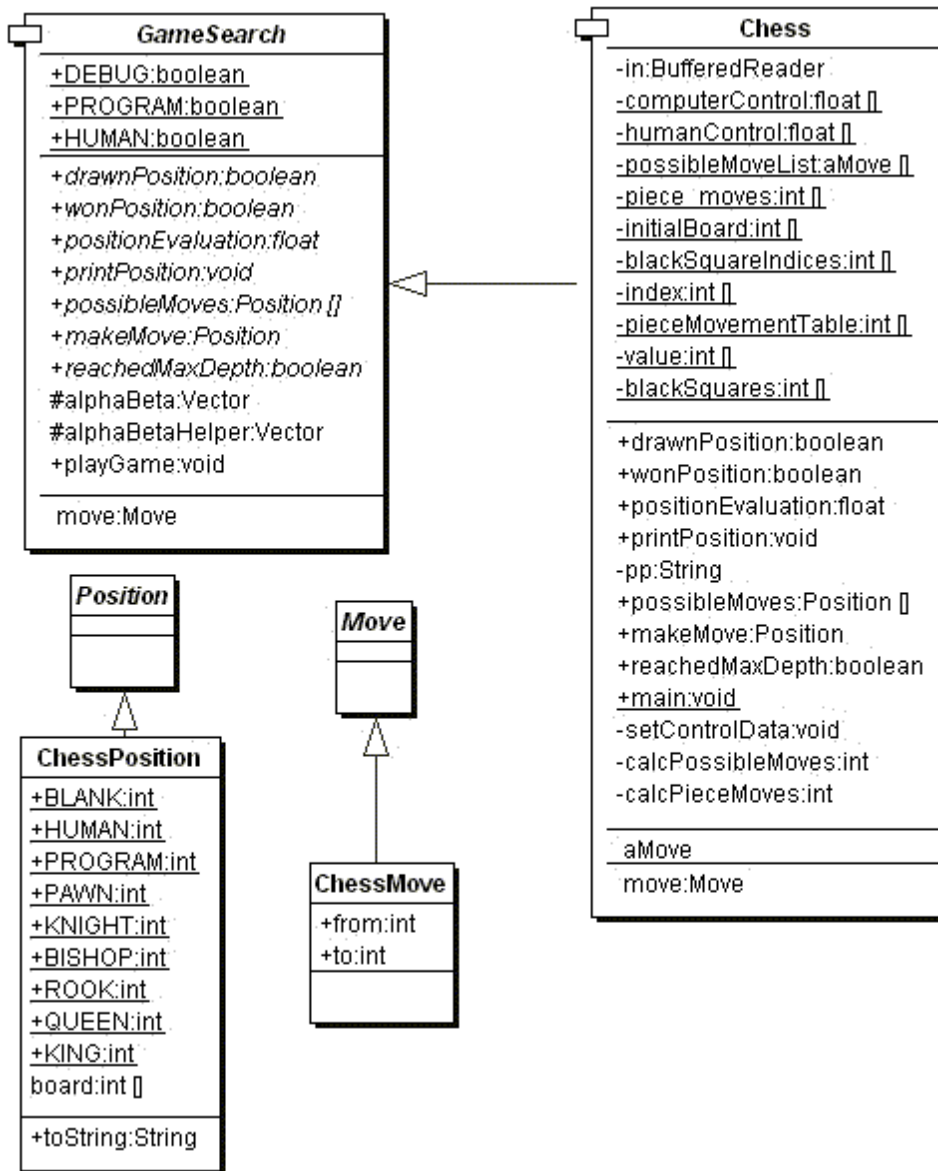 GameSearch
+DEBUG:boolean
+PROGRAM:boolean
+HUMAN:boolean
+drawnPosition:boolean
+wonPosition:boolean
+positionEvaluation:float
+printPosition:void
+possibleMoves:Position []
+makeMove:Position
+reachedMaxDepth:boolean
#alphaBeta:Vector
#alphaBetaHelper:Vector
+playGame:void
move:Move
Chess
-in:BufferedReader
-computerControl:float []
-humanControl:float []
-possibleMoveList:aMove []
-piece_moves:int []
-initialBoard:int []
-blackSquareIndices:int []
-index:int []
-pieceMovementTable:int []
-value:int []
-blackSquares:int []
+drawnPosition:boolean
+wonPosition:boolean
+positionEvaluation:float
+printPosition:void
-pp:String
+possibleMoves:Position []
+makeMove:Position
+reachedMaxDepth:boolean
+main:void
-setControlData:void
-calcPossibleMoves:int
-calcPieceMoves:int
aMove
move:Move
Position
ChessPosition
+BLANK:int
+HUMAN:int
+PROGRAM:int
+PAWN:int
+KNIGHT:int
+BISHOP:int
+ROOK:int
+QUEEN:int
+KING:int
board:int []
+toString:String
Move
ChessMove
+from:int
+to:int